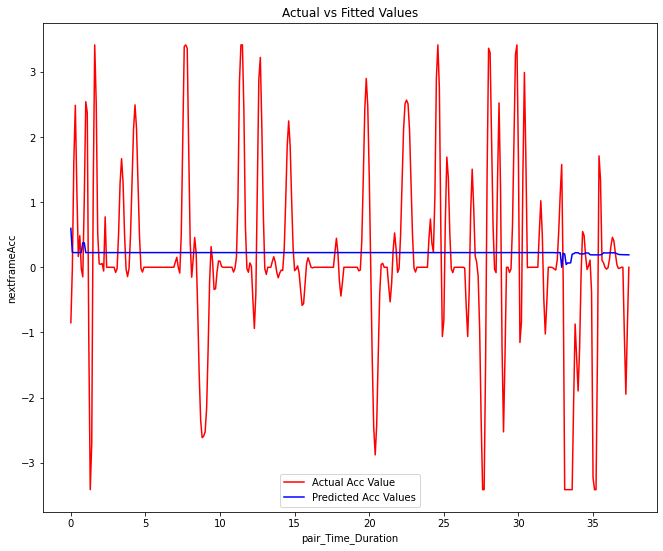 Actual vs Fitted Values
nextframeAcc
3
2
1
0
−1
−2
−3
0 5 10 15 20 25 30 35
pair_Time_Duration
Actual Acc Value
Predicted Acc Values